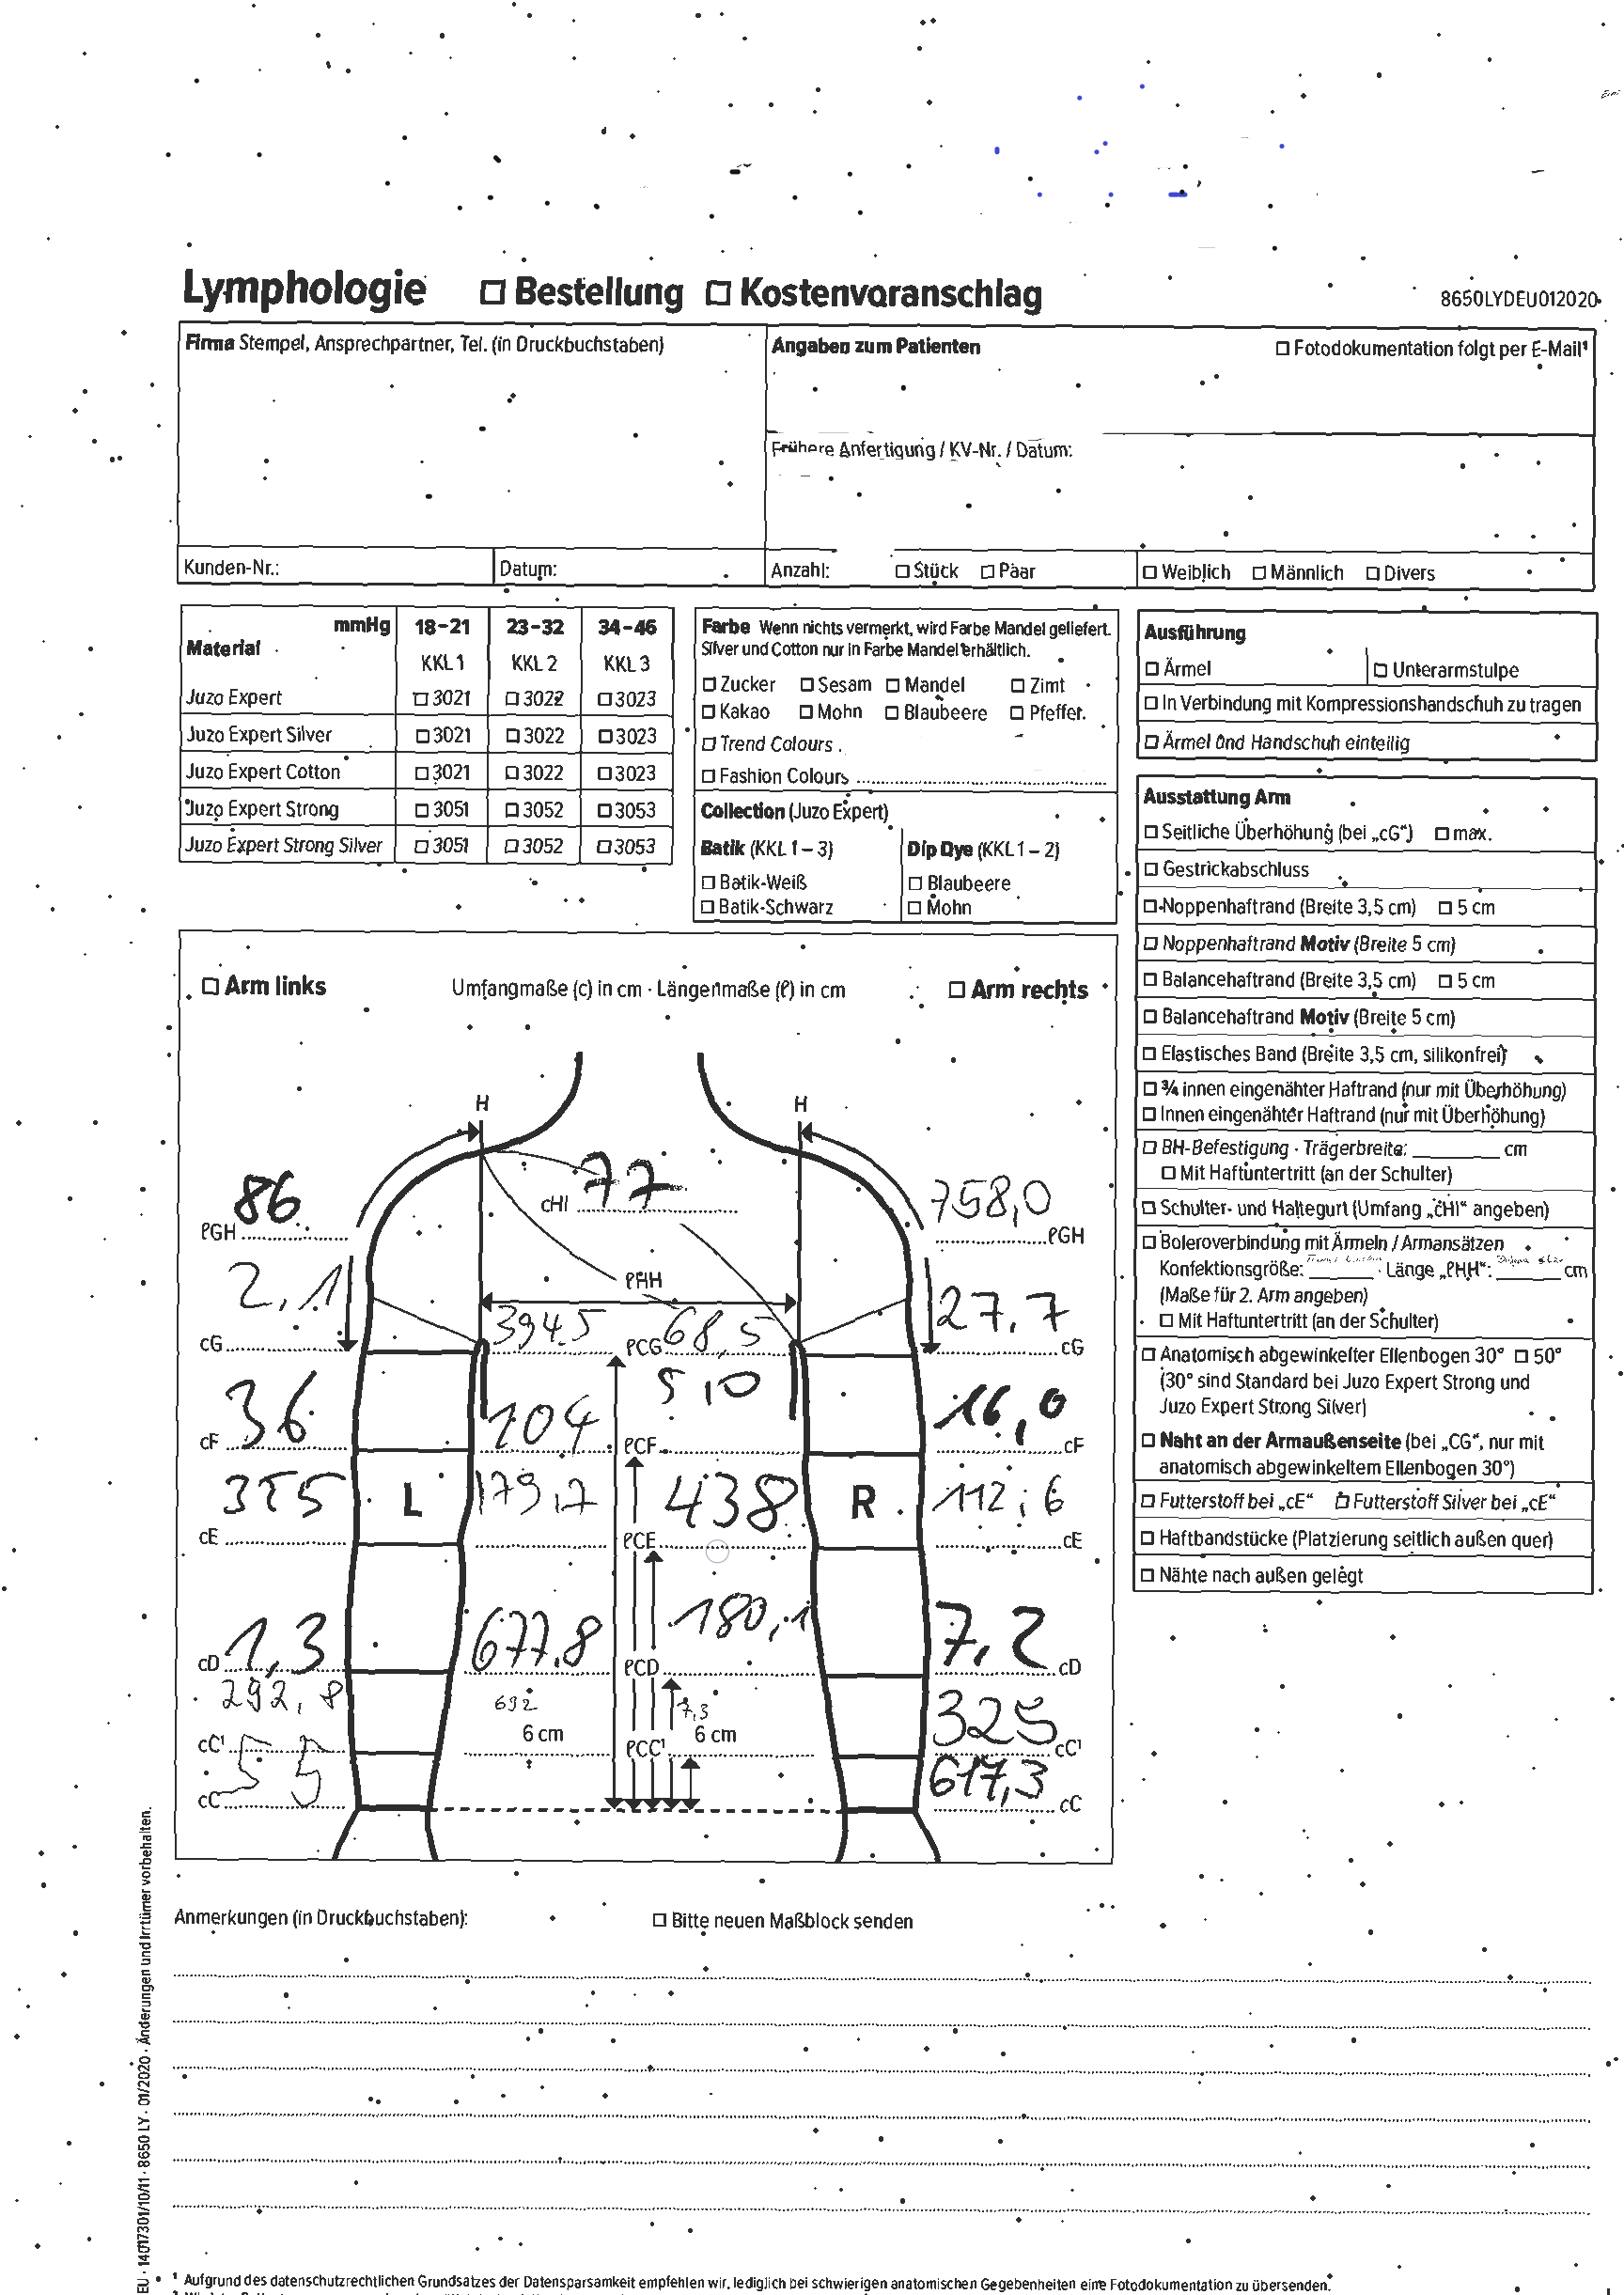 Lymphologie □ Bestellung □ Kostenvoranschlag
8650LYDEU012020
Firma Stempel, Ansprechpartner, Tel. (in Druckbuchstaben)
Angaben zum Patienten □ Fotodokumentation folgt per E-Mail¹
Frühere Anfertigung / KV-Nr. / Datum:
Kunden-Nr.: Datum: Anzahl: □ Stück □ Paar □ Weiblich □ Männlich □ Divers
mmHg 18-21 23-32 34-46
Material KKL 1 KKL 2 KKL 3
Juzo Expert □ 3021 □ 3022 □ 3023
Juzo Expert Silver □ 3021 □ 3022 □ 3023
Juzo Expert Cotton □ 3021 □ 3022 □ 3023
Juzo Expert Strong □ 3051 □ 3052 □ 3053
Juzo Expert Strong Silver □ 3051 □ 3052 □ 3053
Farbe Wenn nichts vermerkt, wird Farbe Mandel geliefert.
Silver und Cotton nur in Farbe Mandel erhältlich.
□ Zucker □ Sesam □ Mandel □ Zimt
□ Kakao □ Mohn □ Blaubeere □ Pfeffer
□ Trend Colours
□ Fashion Colours
Collection (Juzo Expert)
Batik (KKL 1 – 3) Dip Dye (KKL 1 – 2)
□ Batik-Weiß □ Blaubeere
□ Batik-Schwarz □ Mohn
Ausführung
□ Ärmel □ Unterarmstulpe
□ In Verbindung mit Kompressionshandschuh zu tragen
□ Ärmel und Handschuh einteilig
Ausstattung Arm
□ Seitliche Überhöhung (bei „cG“) □ max.
□ Gestrickabschluss
□ Noppenhaftrand (Breite 3,5 cm) □ 5 cm
□ Noppenhaftrand Motiv (Breite 5 cm)
□ Balancehaftrand (Breite 3,5 cm) □ 5 cm
□ Balancehaftrand Motiv (Breite 5 cm)
□ Elastisches Band (Breite 3,5 cm, silikonfrei)
□ ¾ innen eingenähter Haftrand (nur mit Überhöhung)
□ Innen eingenähter Haftrand (nur mit Überhöhung)
□ BH-Befestigung · Trägerbreite: ________ cm
□ Mit Haftuntertritt (an der Schulter)
□ Schulter- und Haltegurt (Umfang „cHI“ angeben)
□ Boleroverbindung mit Ärmeln / Armansätzen
Konfektionsgröße: ______ · Länge „ℓHH“: ______ cm
(Maße für 2. Arm angeben)
□ Mit Haftuntertritt (an der Schulter)
□ Anatomisch abgewinkelter Ellenbogen 30° □ 50°
(30° sind Standard bei Juzo Expert Strong und
Juzo Expert Strong Silver)
□ Naht an der Armaußenseite (bei „CG“, nur mit
anatomisch abgewinkeltem Ellenbogen 30°)
□ Futterstoff bei „cE“ □ Futterstoff Silver bei „cE“
□ Haftbandstücke (Platzierung seitlich außen quer)
□ Nähte nach außen gelegt
□ Arm links Umfangmaße (c) in cm · Längenmaße (ℓ) in cm □ Arm rechts
H H
86 cHI 77 758,0
ℓGH ℓGH
ℓHH
2,1 394,5 68,5 27,7
cG ℓCG cG
5,0
36 104 16,0
cF ℓCF cF
L 179,7 438 R 112,6
cE ℓCE cE
1,3 677,8 180,1 7,2
cD ℓCD cD
292,8 692 7,3 325
6 cm 6 cm
cC¹ ℓCC¹ cC¹
55 617,3
cC cC
Anmerkungen (in Druckbuchstaben): □ Bitte neuen Maßblock senden
EU · 14017301/10/11 · 8650 LY · 01/2020 · Änderungen und Irrtümer vorbehalten.
¹ Aufgrund des datenschutzrechtlichen Grundsatzes der Datensparsamkeit empfehlen wir, lediglich bei schwierigen anatomischen Gegebenheiten eine Fotodokumentation zu übersenden.